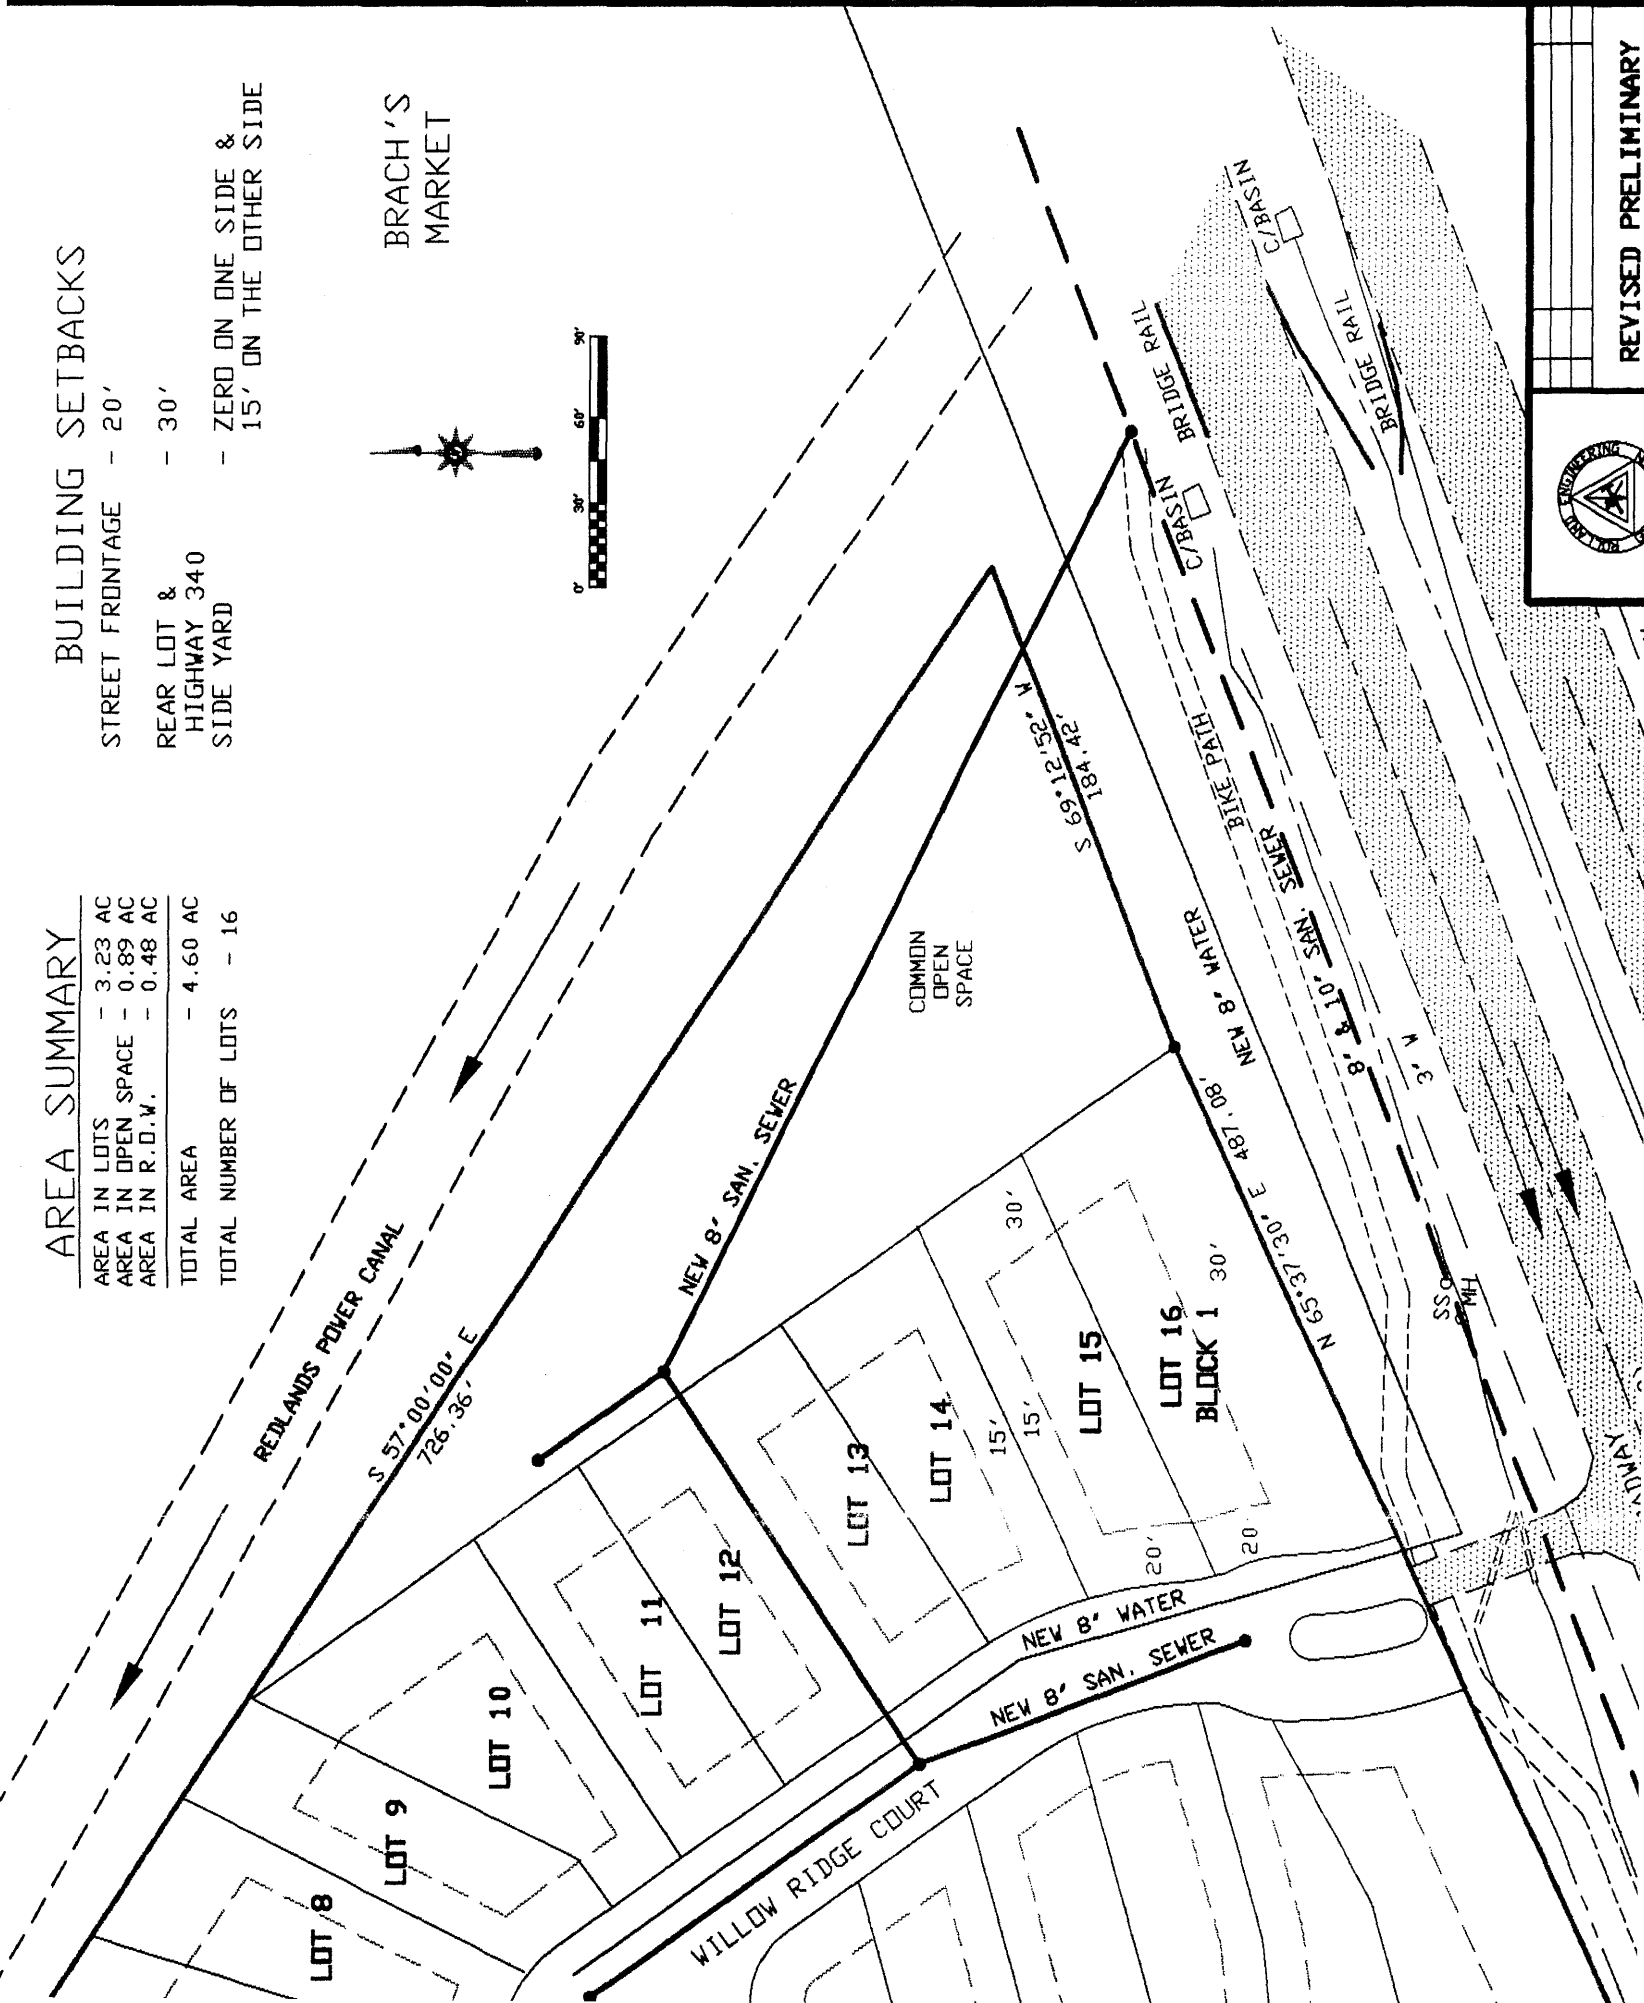 BUILDING SETBACKS
STREET FRONTAGE - 20'
REAR LOT &
HIGHWAY 340 - 30'
SIDE YARD - ZERO ON ONE SIDE &
15' ON THE OTHER SIDE
BRACH'S
MARKET
0' 30' 60' 90'
AREA SUMMARY
AREA IN LOTS - 3.23 AC
AREA IN OPEN SPACE - 0.89 AC
AREA IN R.O.W. - 0.48 AC
TOTAL AREA - 4.60 AC
TOTAL NUMBER OF LOTS - 16
REDLANDS POWER CANAL
S 57°00'00" E
726.36'
NEW 8" SAN. SEWER
COMMON
OPEN
SPACE
S 69°12'52" W
184.42'
N 65°37'30" E 487.08'
NEW 8" WATER
BIKE PATH
8" & 10" SAN. SEWER
3" W
SS
MH
C/BASIN
BRIDGE RAIL
C/BASIN
BRIDGE RAIL
LOT 8
LOT 9
LOT 10
LOT 11
LOT 12
LOT 13
LOT 14
LOT 15
LOT 16
BLOCK 1
30'
30'
15'
15'
20'
20
NEW 8" WATER
NEW 8" SAN. SEWER
WILLOW RIDGE COURT
ROLLAND ENGINEERING
REVISED PRELIMINARY